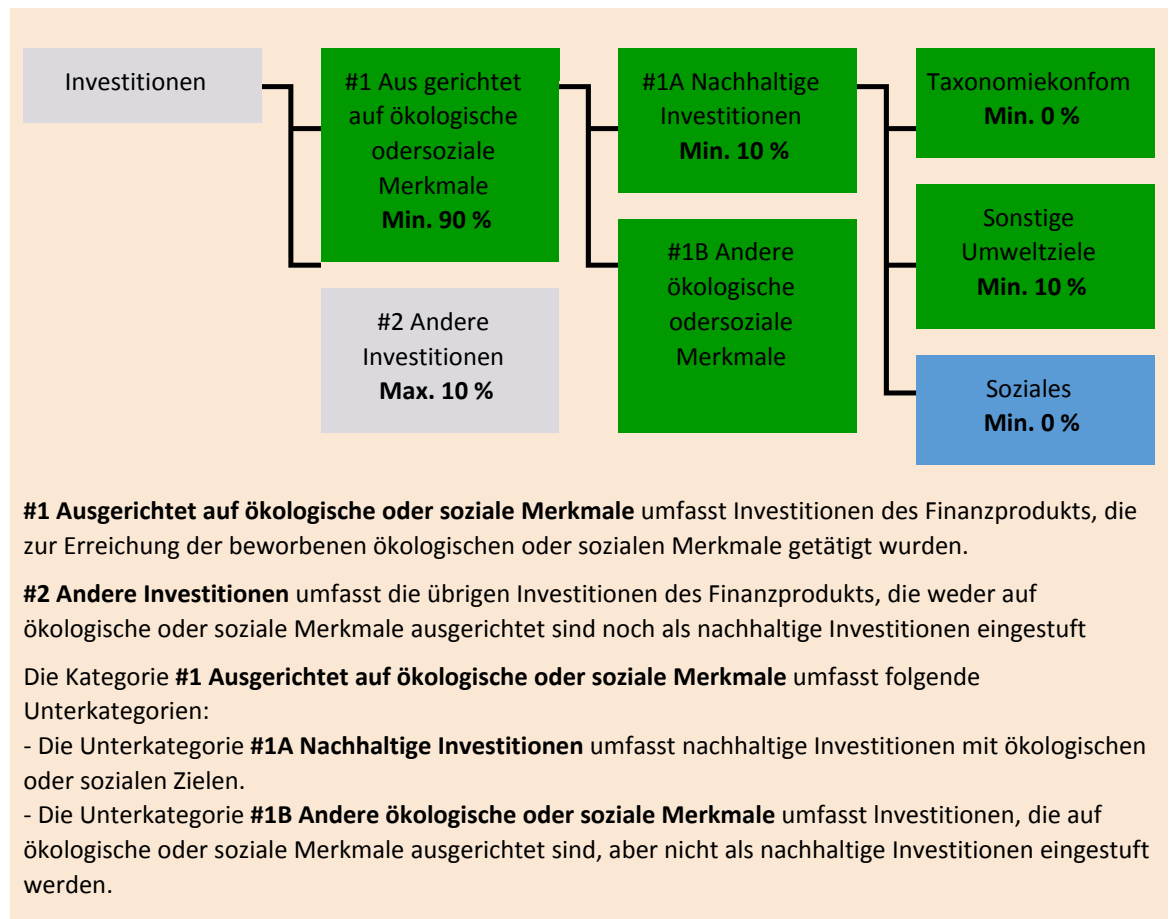 Investitionen
#1 Aus gerichtet
auf ökologische
odersoziale
Merkmale
Min. 90 %
#2 Andere
Investitionen
Max. 10 %
#1A Nachhaltige
Investitionen
Min. 10 %
#1B Andere
ökologische
odersoziale
Merkmale
Taxonomiekonfom
Min. 0 %
Sonstige
Umweltziele
Min. 10 %
Soziales
Min. 0 %
#1 Ausgerichtet auf ökologische oder soziale Merkmale umfasst Investitionen des Finanzprodukts, die
zur Erreichung der beworbenen ökologischen oder sozialen Merkmale getätigt wurden.
#2 Andere Investitionen umfasst die übrigen Investitionen des Finanzprodukts, die weder auf
ökologische oder soziale Merkmale ausgerichtet sind noch als nachhaltige Investitionen eingestuft
Die Kategorie #1 Ausgerichtet auf ökologische oder soziale Merkmale umfasst folgende
Unterkategorien:
- Die Unterkategorie #1A Nachhaltige Investitionen umfasst nachhaltige Investitionen mit ökologischen
oder sozialen Zielen.
- Die Unterkategorie #1B Andere ökologische oder soziale Merkmale umfasst lnvestitionen, die auf
ökologische oder soziale Merkmale ausgerichtet sind, aber nicht als nachhaltige Investitionen eingestuft
werden.